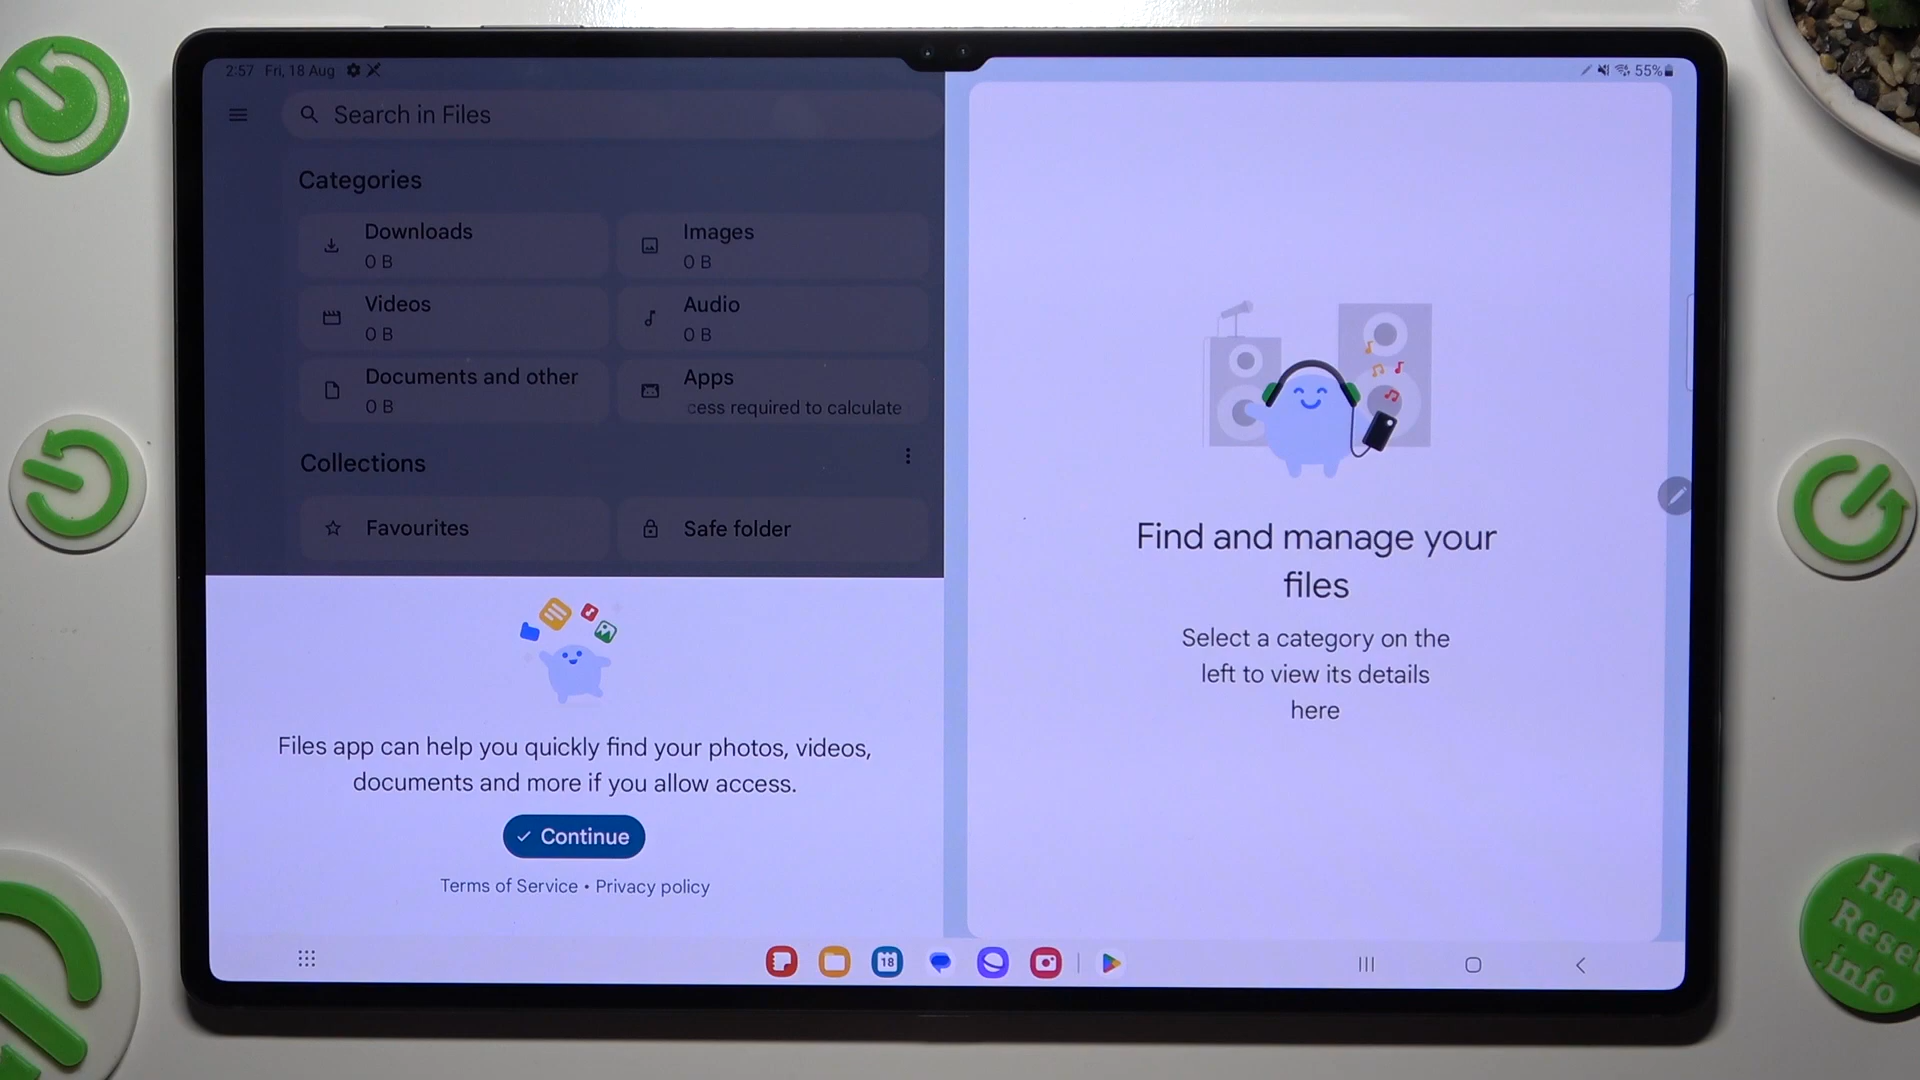 2:57 Fri, 18 Aug
55%
Search in Files
Categories
Downloads
0 B
Images
0 B
Videos
0 B
Audio
0 B
Documents and other
0 B
Apps
cess required to calculate
Collections
Favourites
Safe folder
Files app can help you quickly find your photos, videos,
documents and more if you allow access.
Continue
Terms of Service • Privacy policy
Find and manage your
files
Select a category on the
left to view its details
here
18
Har
Reset
.info